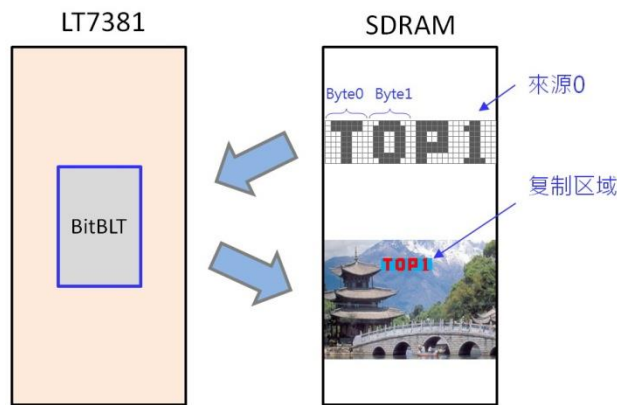 LT7381
SDRAM
Byte0 Byte1
來源0
TOP1
BitBLT
复制区域
TOP1